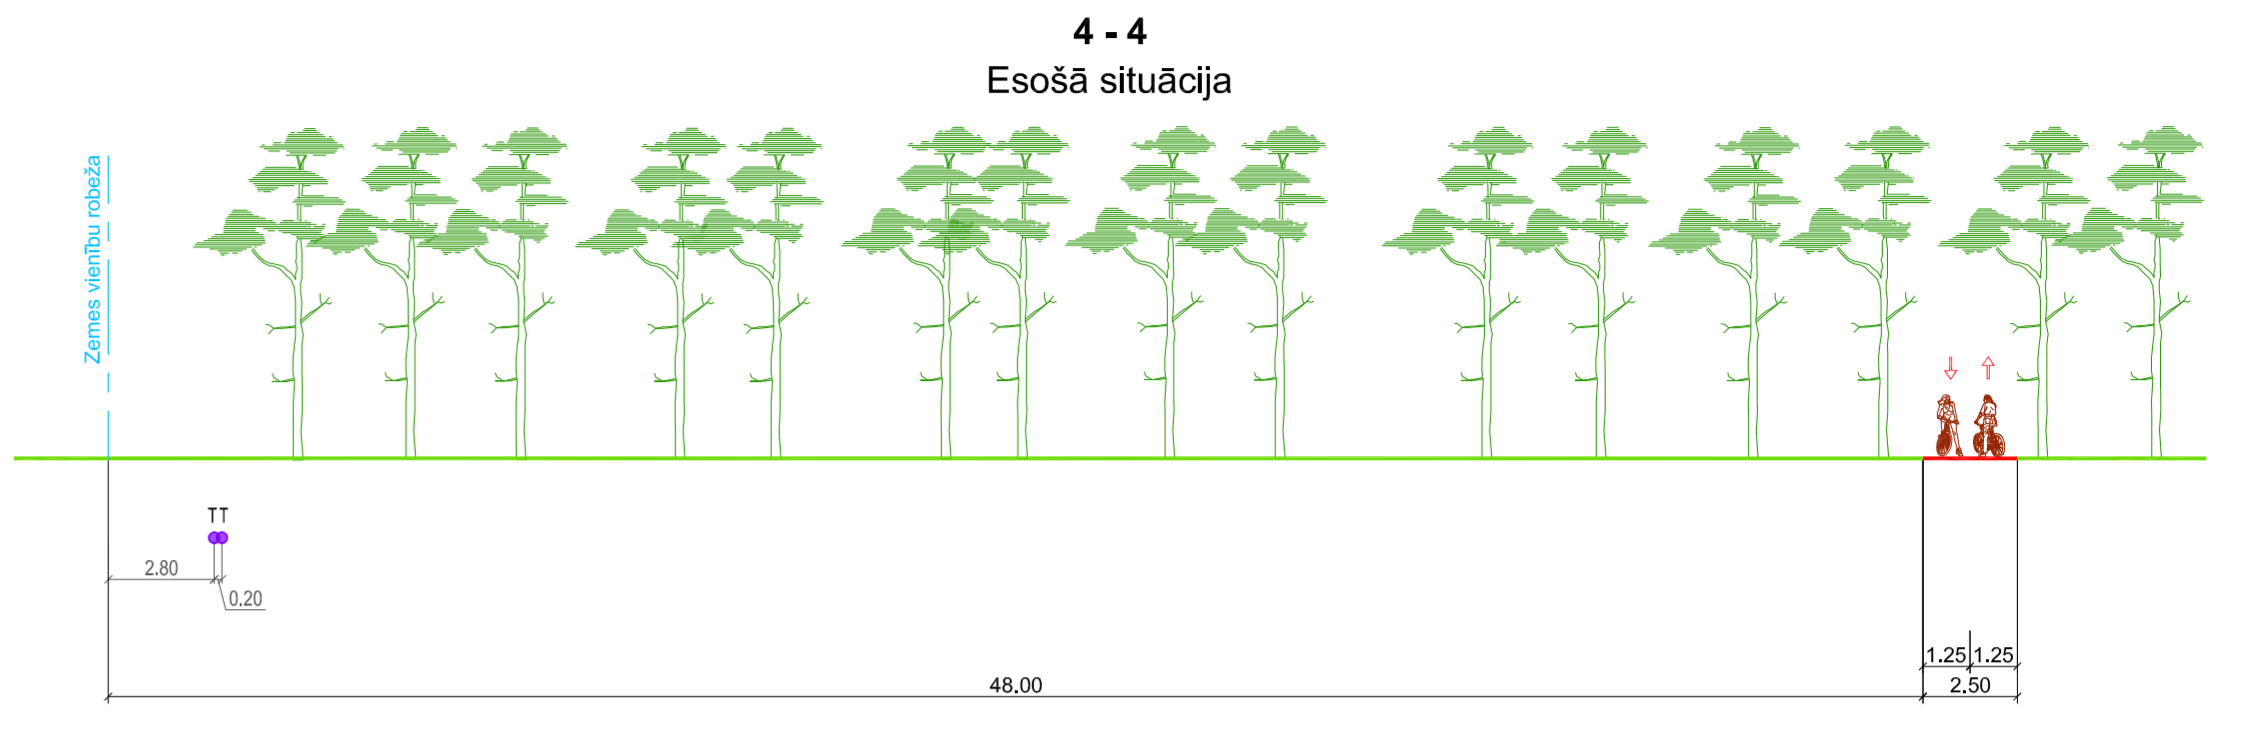 4 - 4
Esošā situācija
Zemes vienību robeža
TT
2.80
0.20
1.25 1.25
48.00
2.50